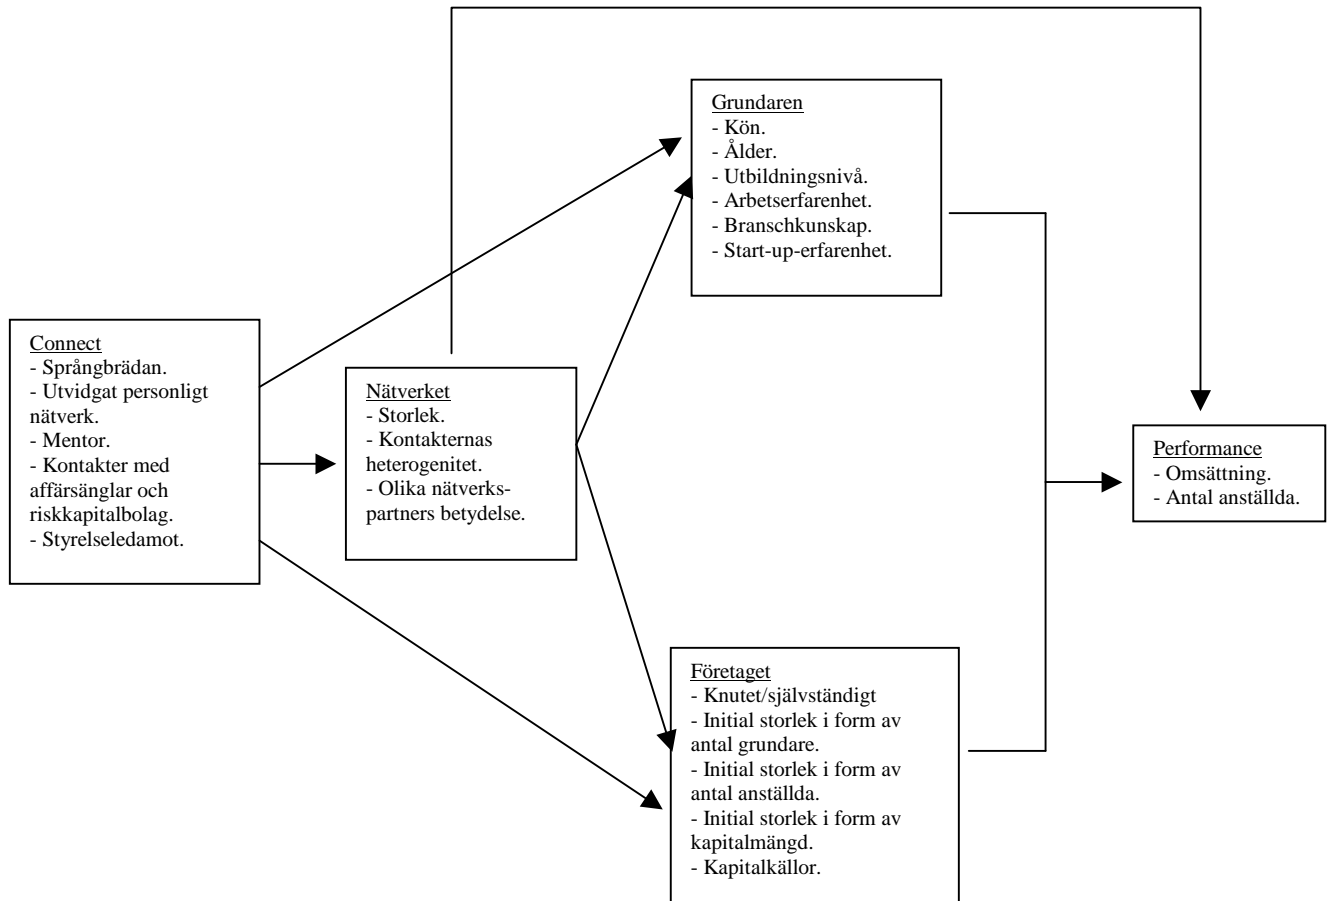 Grundaren
- Kön.
- Ålder.
- Utbildningsnivå.
- Arbetserfarenhet.
- Branschkunskap.
- Start-up-erfarenhet.
Connect
- Språngbrädan.
- Utvidgat personligt
nätverk.
- Mentor.
- Kontakter med
affärsänglar och
riskkapitalbolag.
- Styrelseledamot.
Nätverket
- Storlek.
- Kontakternas
heterogenitet.
- Olika nätverks-
partners betydelse.
Performance
- Omsättning.
- Antal anställda.
Företaget
- Knutet/självständigt
- Initial storlek i form av
antal grundare.
- Initial storlek i form av
antal anställda.
- Initial storlek i form av
kapitalmängd.
- Kapitalkällor.